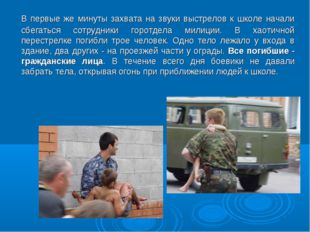 В первые же минуты захвата на звуки выстрелов к школе начали
сбегаться сотрудники горотдела милиции. В хаотичной
перестрелке погибли трое человек. Одно тело лежало у входа в
здание, два других - на проезжей части у ограды. Все погибшие -
гражданские лица. В течение всего дня боевики не давали
забрать тела, открывая огонь при приближении людей к школе.